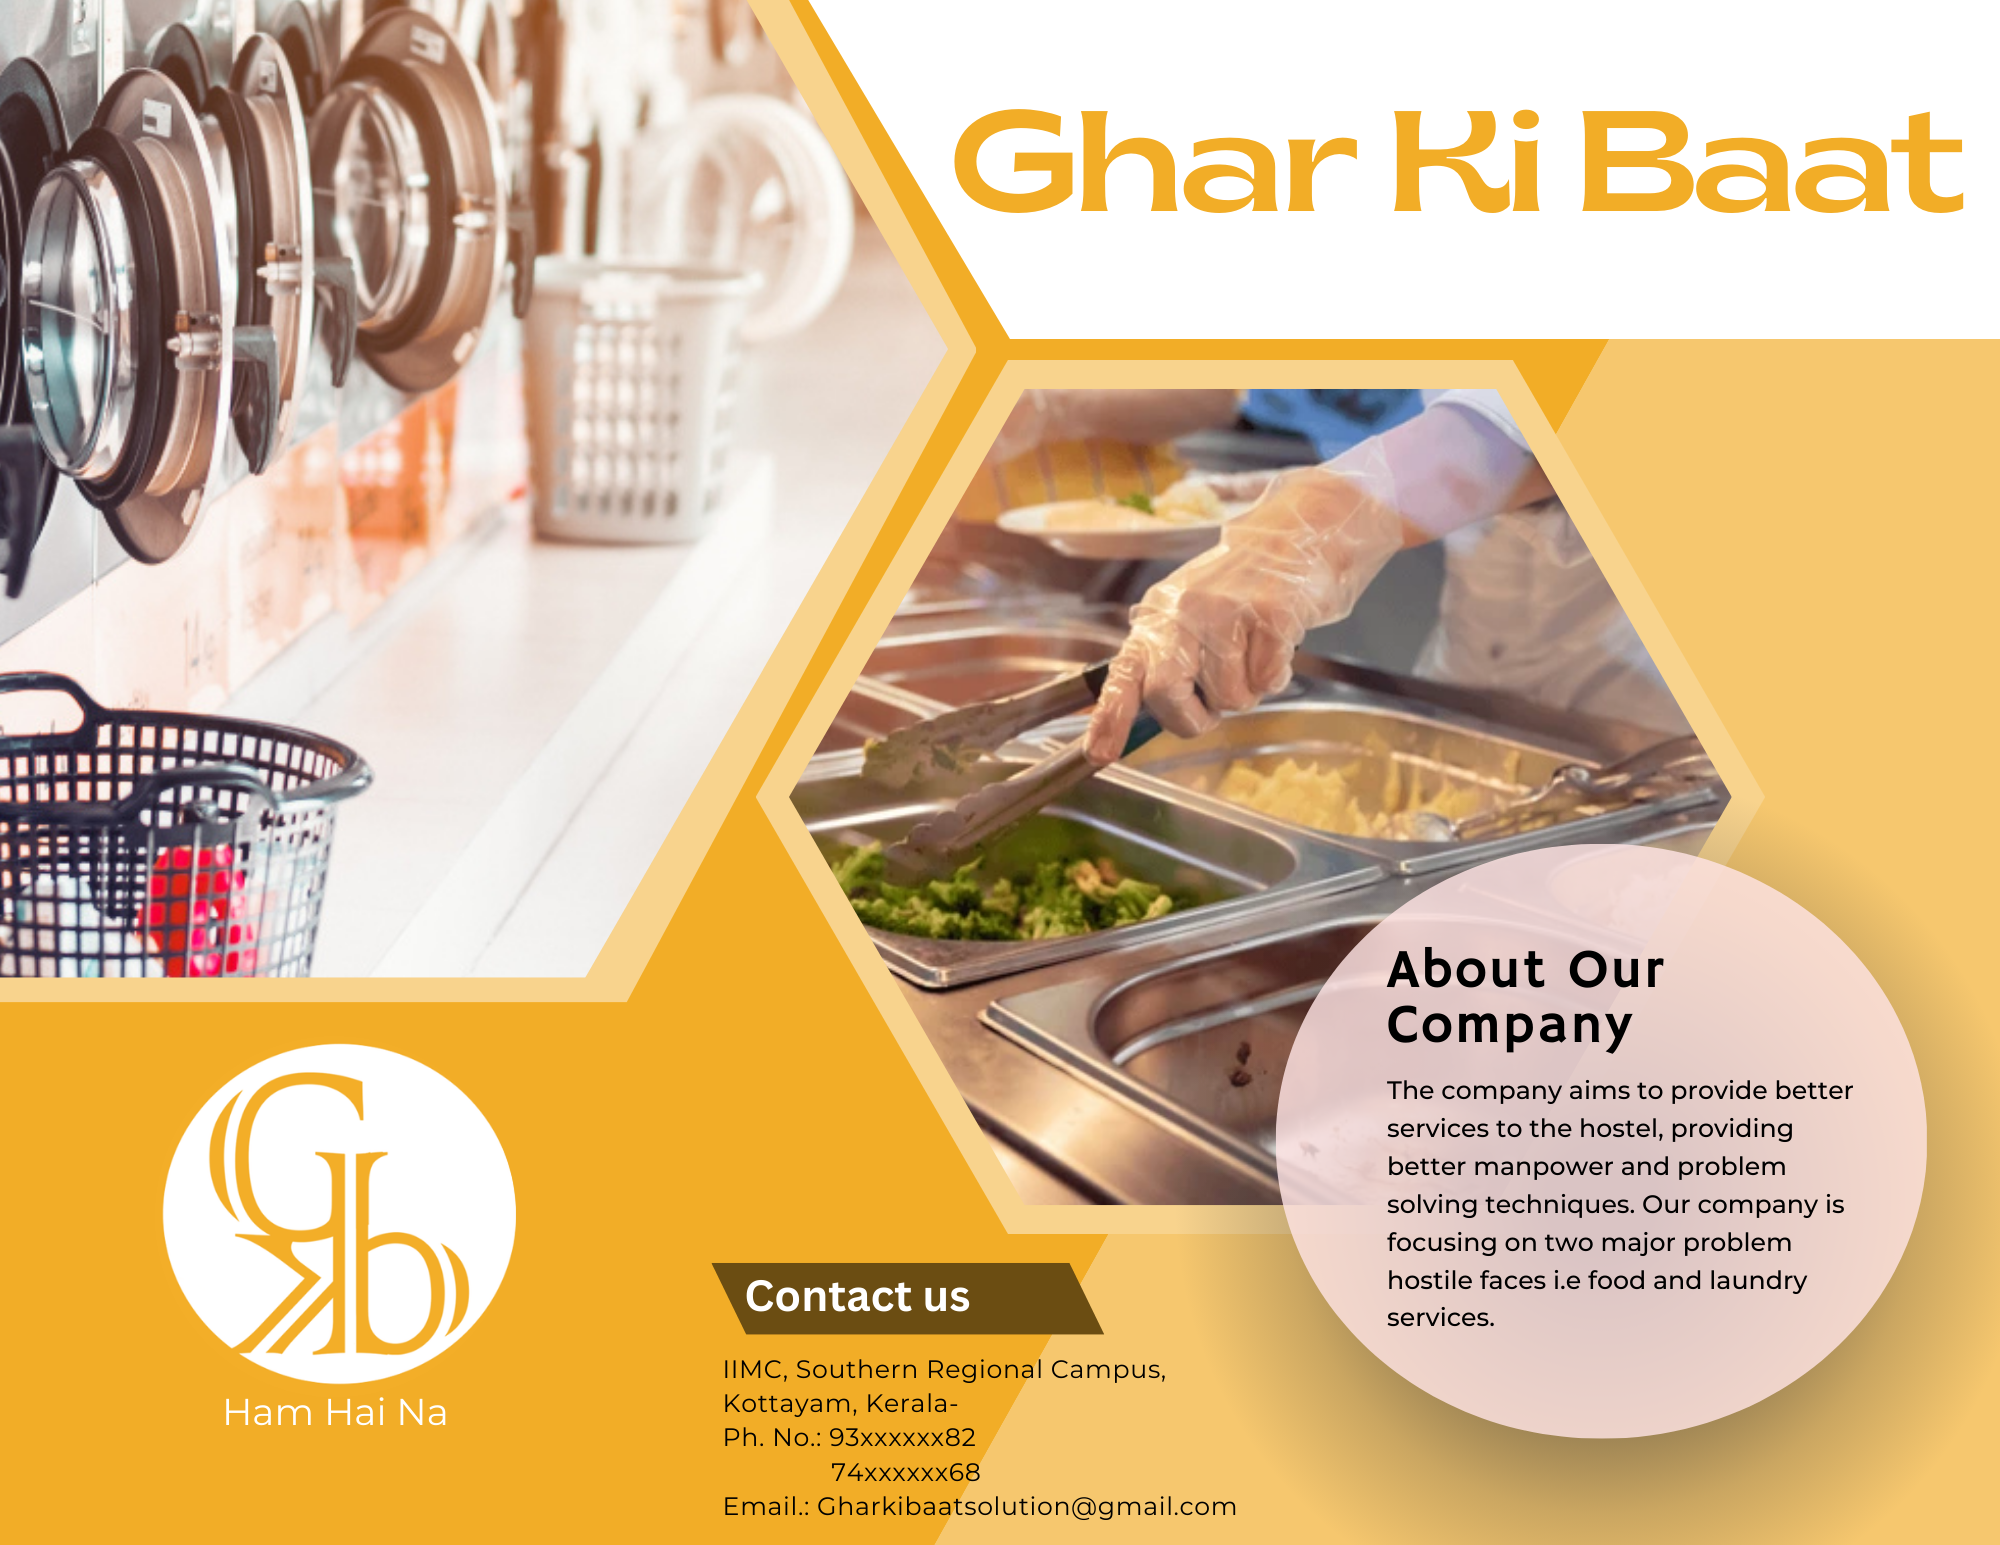 Ghar Ki Baat
About Our
Company
The company aims to provide better
services to the hostel, providing
better manpower and problem
solving techniques. Our company is
focusing on two major problem
hostile faces i.e food and laundry
services.
GKb
Ham Hai Na
Contact us
IIMC, Southern Regional Campus,
Kottayam, Kerala-
Ph. No.: 93xxxxxx82
74xxxxxx68
Email.: Gharkibaatsolution@gmail.com